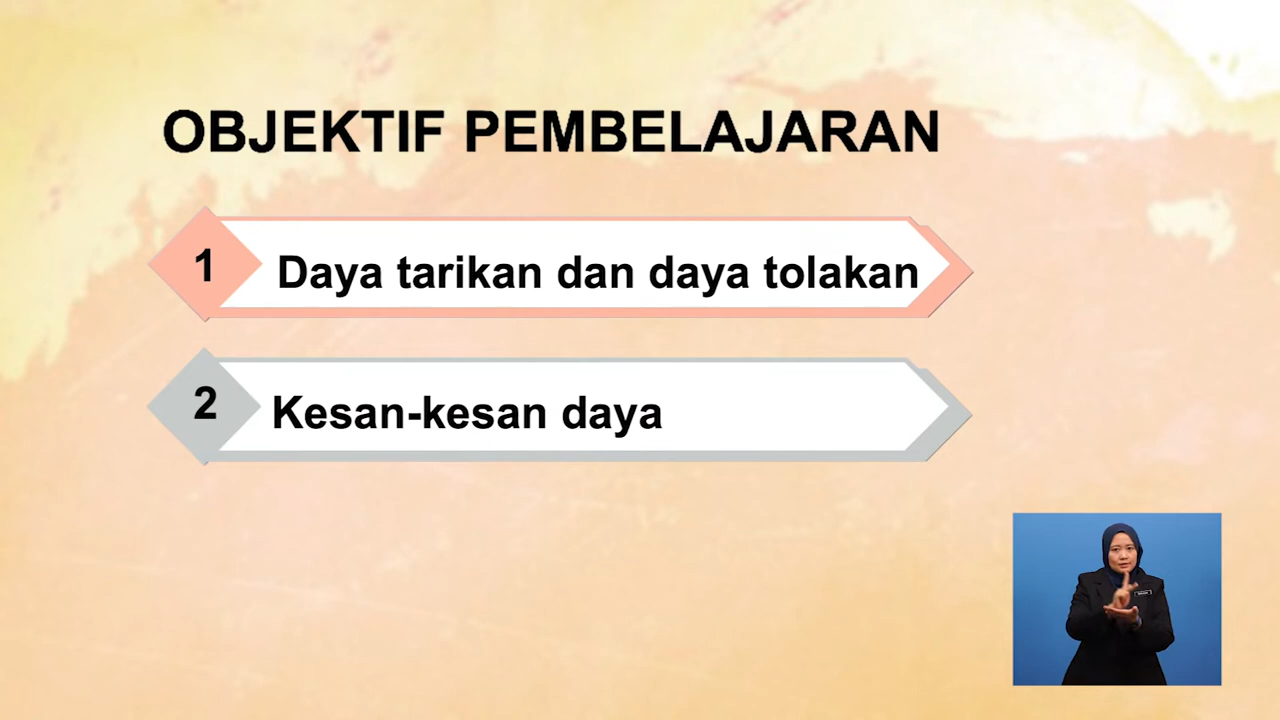 OBJEKTIF PEMBELAJARAN
1
Daya tarikan dan daya tolakan
2
Kesan-kesan daya